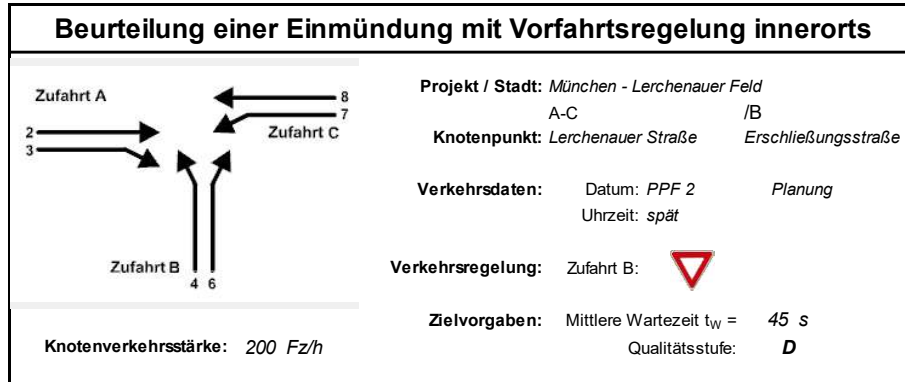 Beurteilung einer Einmündung mit Vorfahrtsregelung innerorts
Zufahrt A
8
7
Zufahrt C
2
3
Zufahrt B
4 6
Knotenverkehrsstärke: 200 Fz/h
Projekt / Stadt: München - Lerchenauer Feld
A-C /B
Knotenpunkt: Lerchenauer Straße Erschließungsstraße
Verkehrsdaten: Datum: PPF 2 Planung
Uhrzeit: spät
Verkehrsregelung: Zufahrt B:
Zielvorgaben: Mittlere Wartezeit tW = 45 s
Qualitätsstufe: D